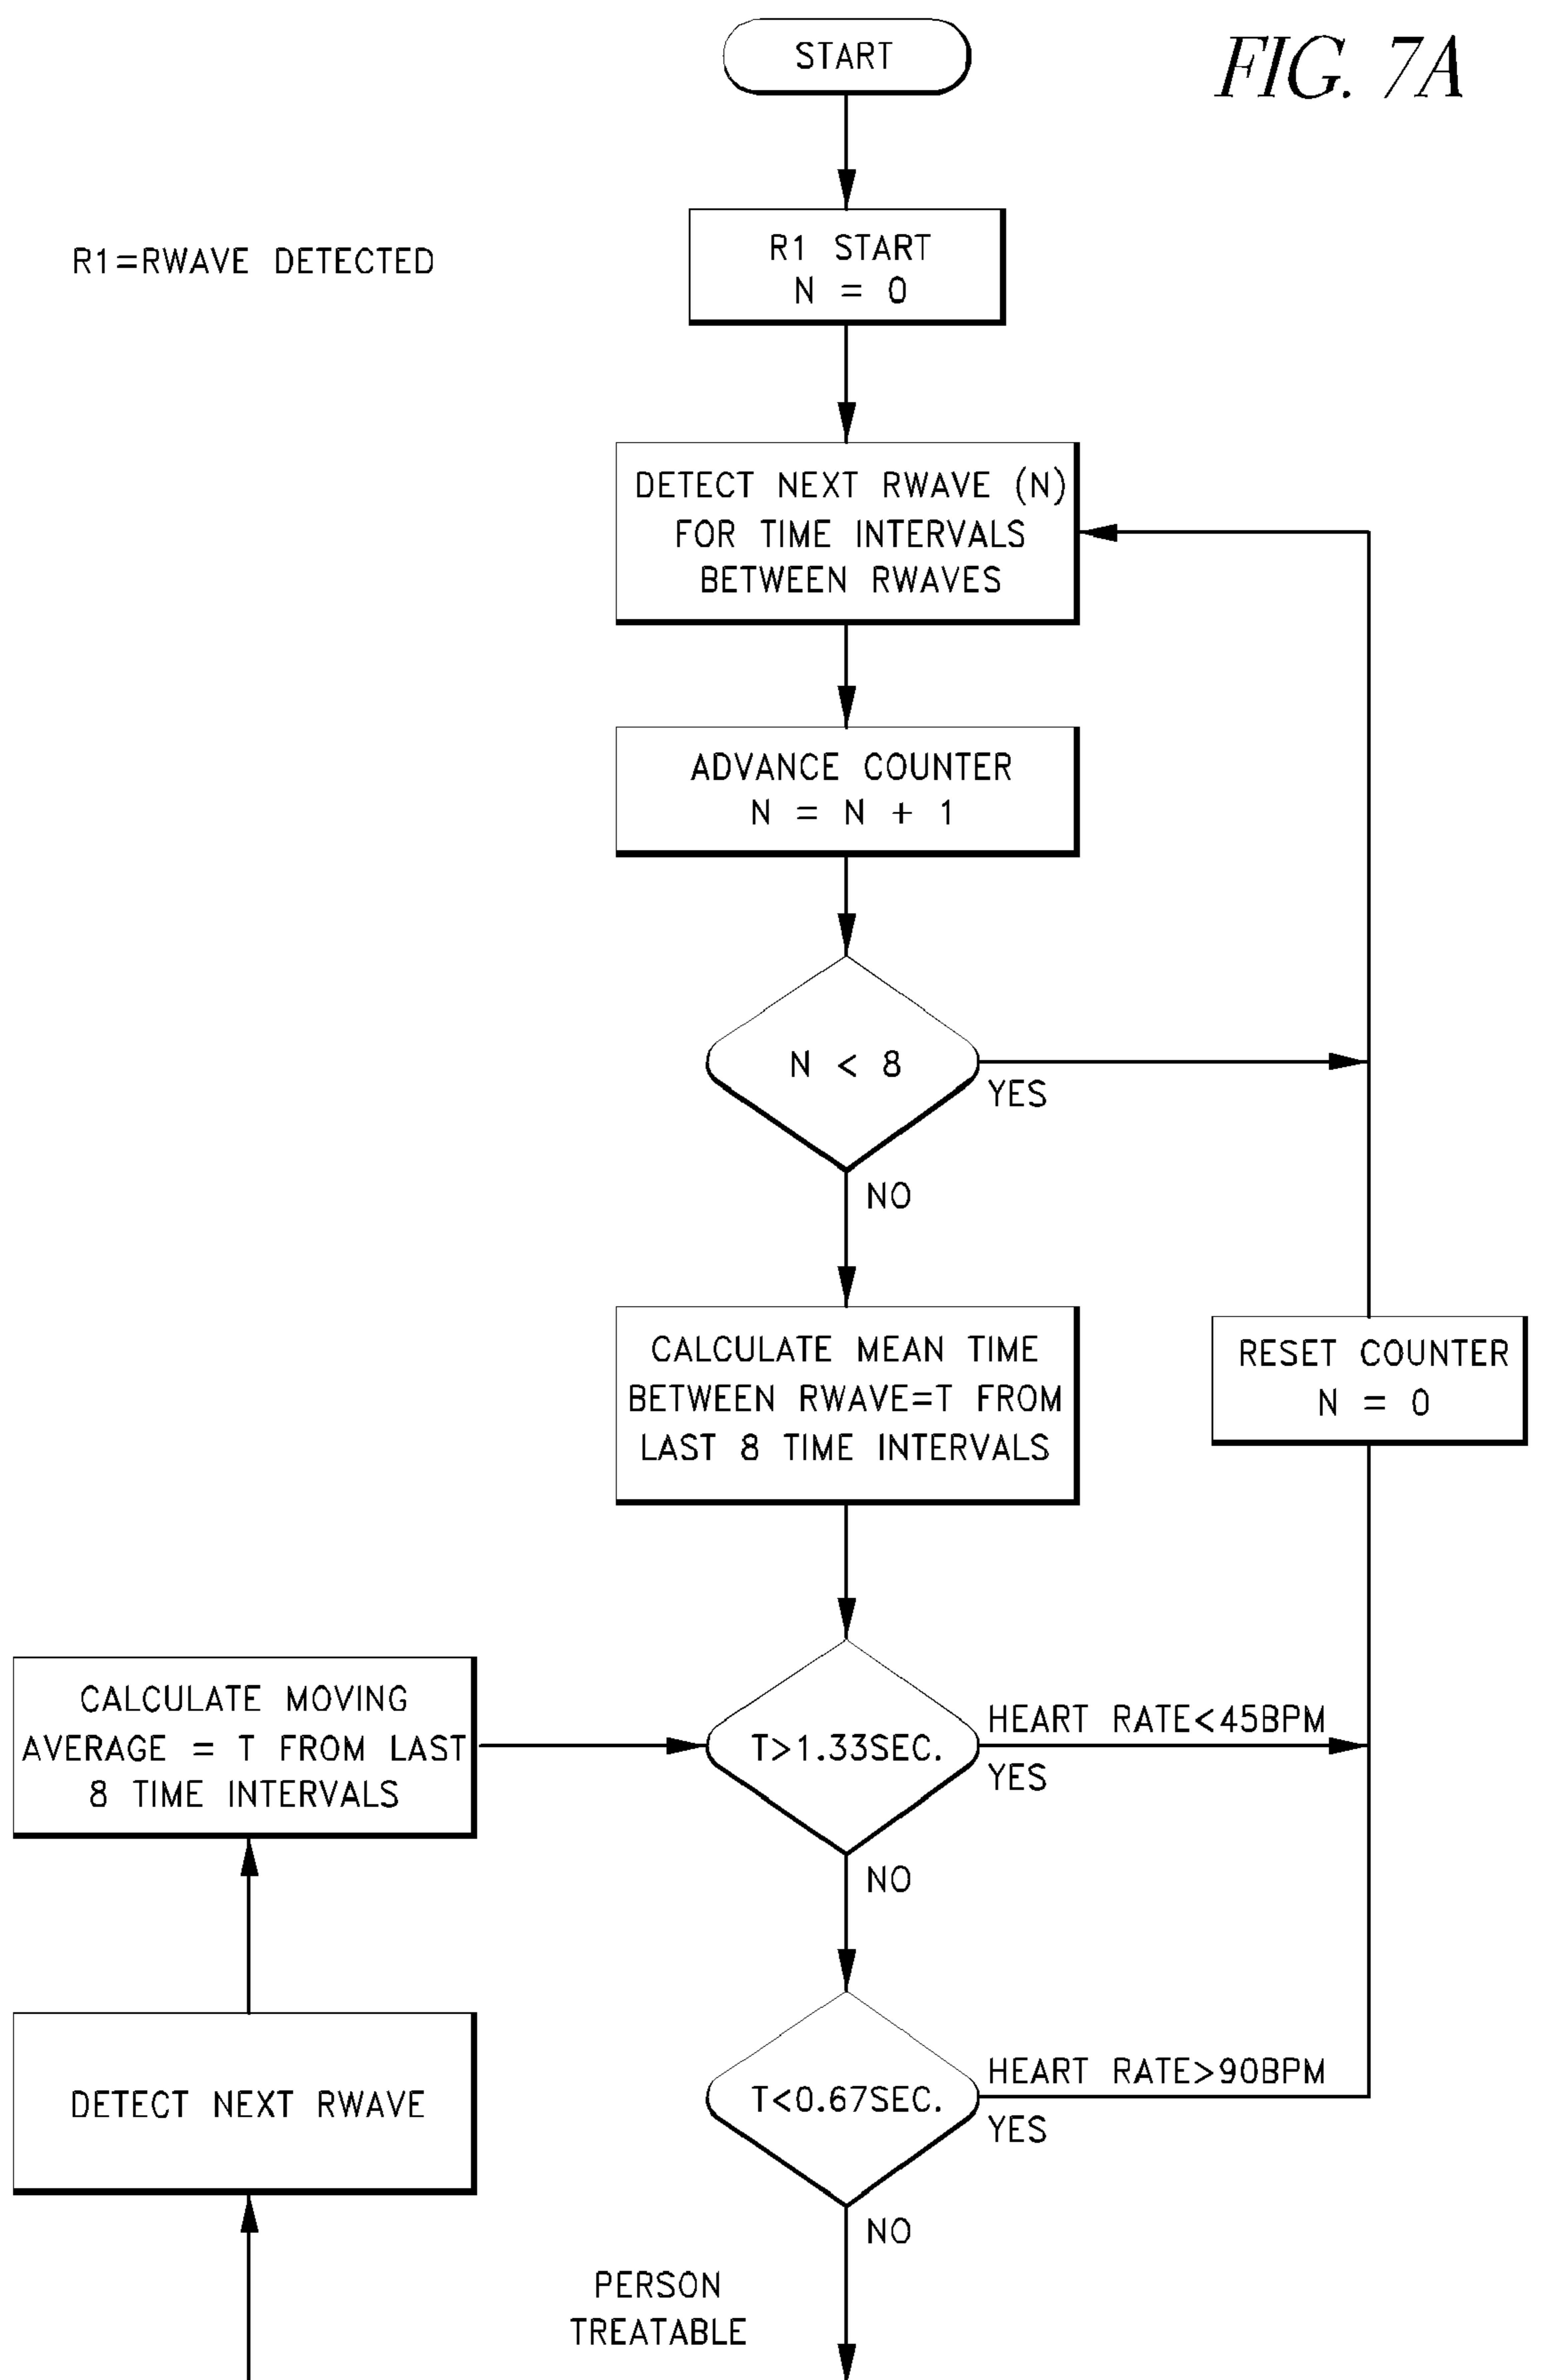 START
FIG. 7A
R1=RWAVE DETECTED
R1 START
N = 0
DETECT NEXT RWAVE (N)
FOR TIME INTERVALS
BETWEEN RWAVES
ADVANCE COUNTER
N = N + 1
N < 8
YES
NO
CALCULATE MEAN TIME
BETWEEN RWAVE=T FROM
LAST 8 TIME INTERVALS
RESET COUNTER
N = 0
CALCULATE MOVING
AVERAGE = T FROM LAST
8 TIME INTERVALS
T>1.33SEC.
HEART RATE<45BPM
YES
NO
DETECT NEXT RWAVE
T<0.67SEC.
HEART RATE>90BPM
YES
NO
PERSON
TREATABLE